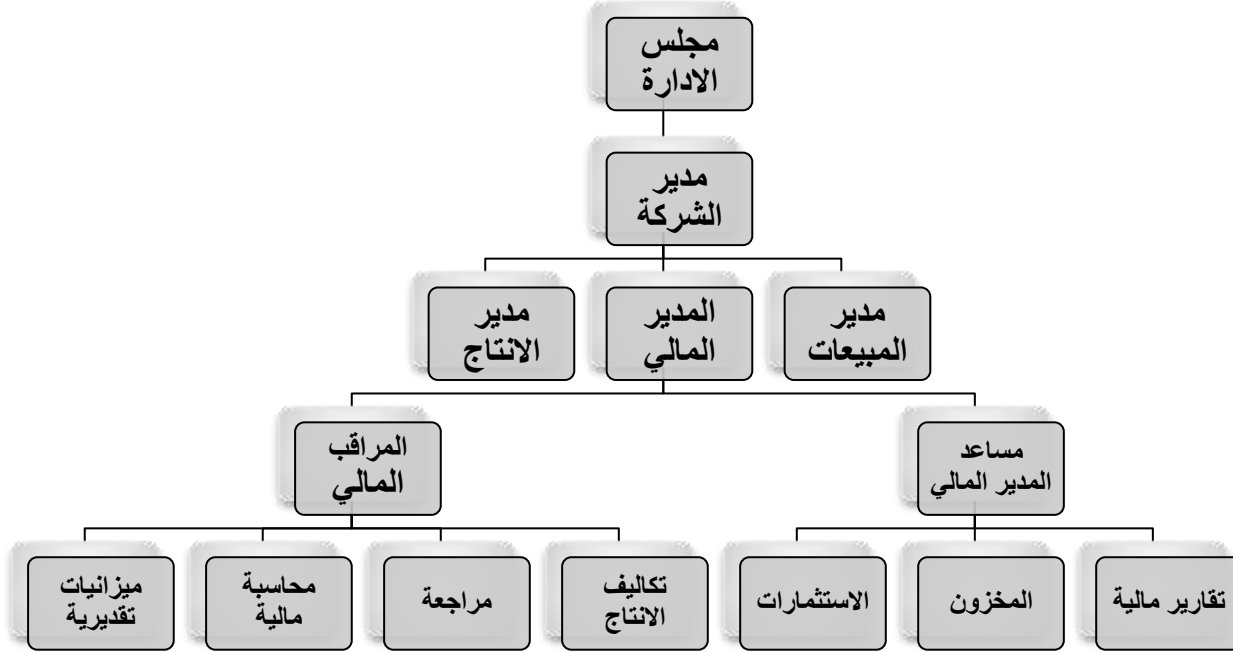 مجلس
الادارة
مدير
الشركة
مدير
المبيعات
المدير
المالي
مدير
الانتاج
مساعد
المدير المالي
المراقب
المالي
تقارير مالية
المخزون
الاستثمارات
تكاليف
الانتاج
مراجعة
محاسبة
مالية
ميزانيات
تقديرية